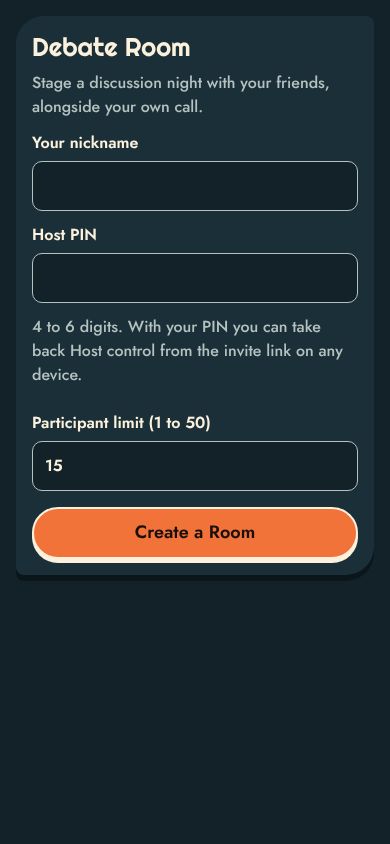 Debate Room
Stage a discussion night with your friends,
alongside your own call.
Your nickname
Host PIN
4 to 6 digits. With your PIN you can take
back Host control from the invite link on any
device.
Participant limit (1 to 50)
15
Create a Room